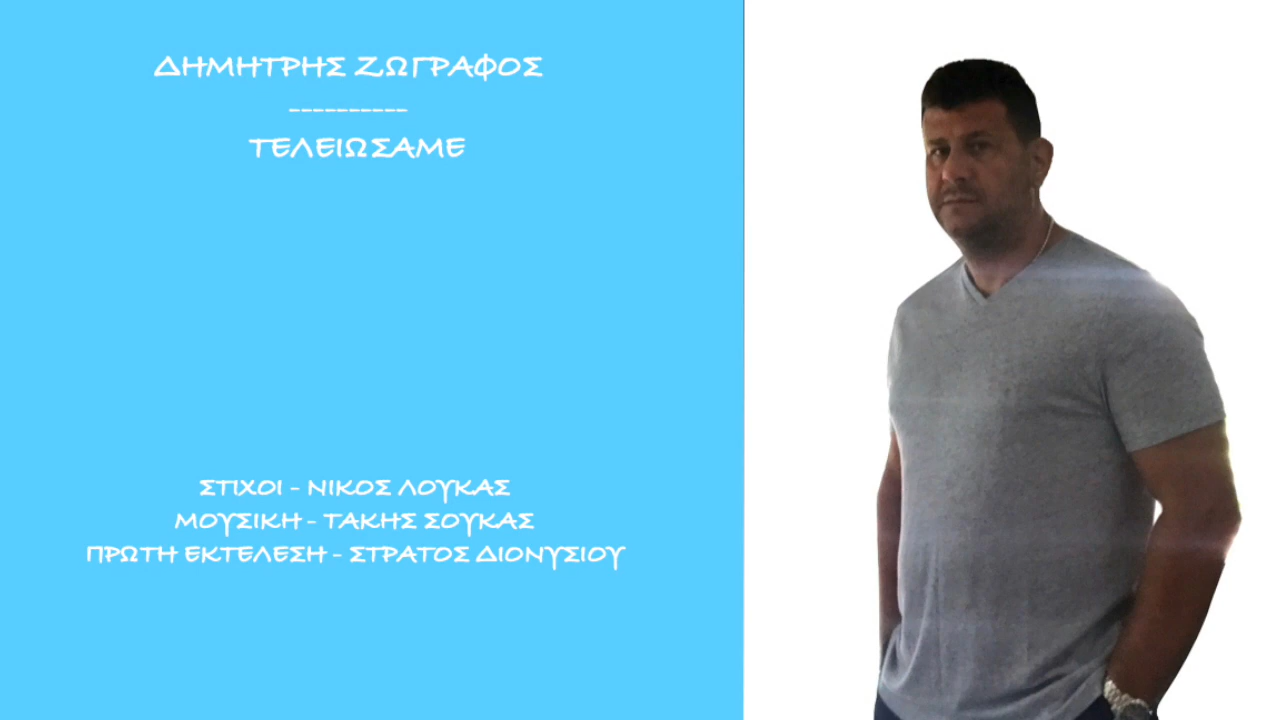 ΔΗΜΗΤΡΗΣ ΖΩΓΡΑΦΟΣ
----------
ΤΕΛΕΙΩΣΑΜΕ
ΣΤΙΧΟΙ - ΝΙΚΟΣ ΛΟΥΚΑΣ
ΜΟΥΣΙΚΗ - ΤΑΚΗΣ ΣΟΥΚΑΣ
ΠΡΩΤΗ ΕΚΤΕΛΕΣΗ - ΣΤΡΑΤΟΣ ΔΙΟΝΥΣΙΟΥ